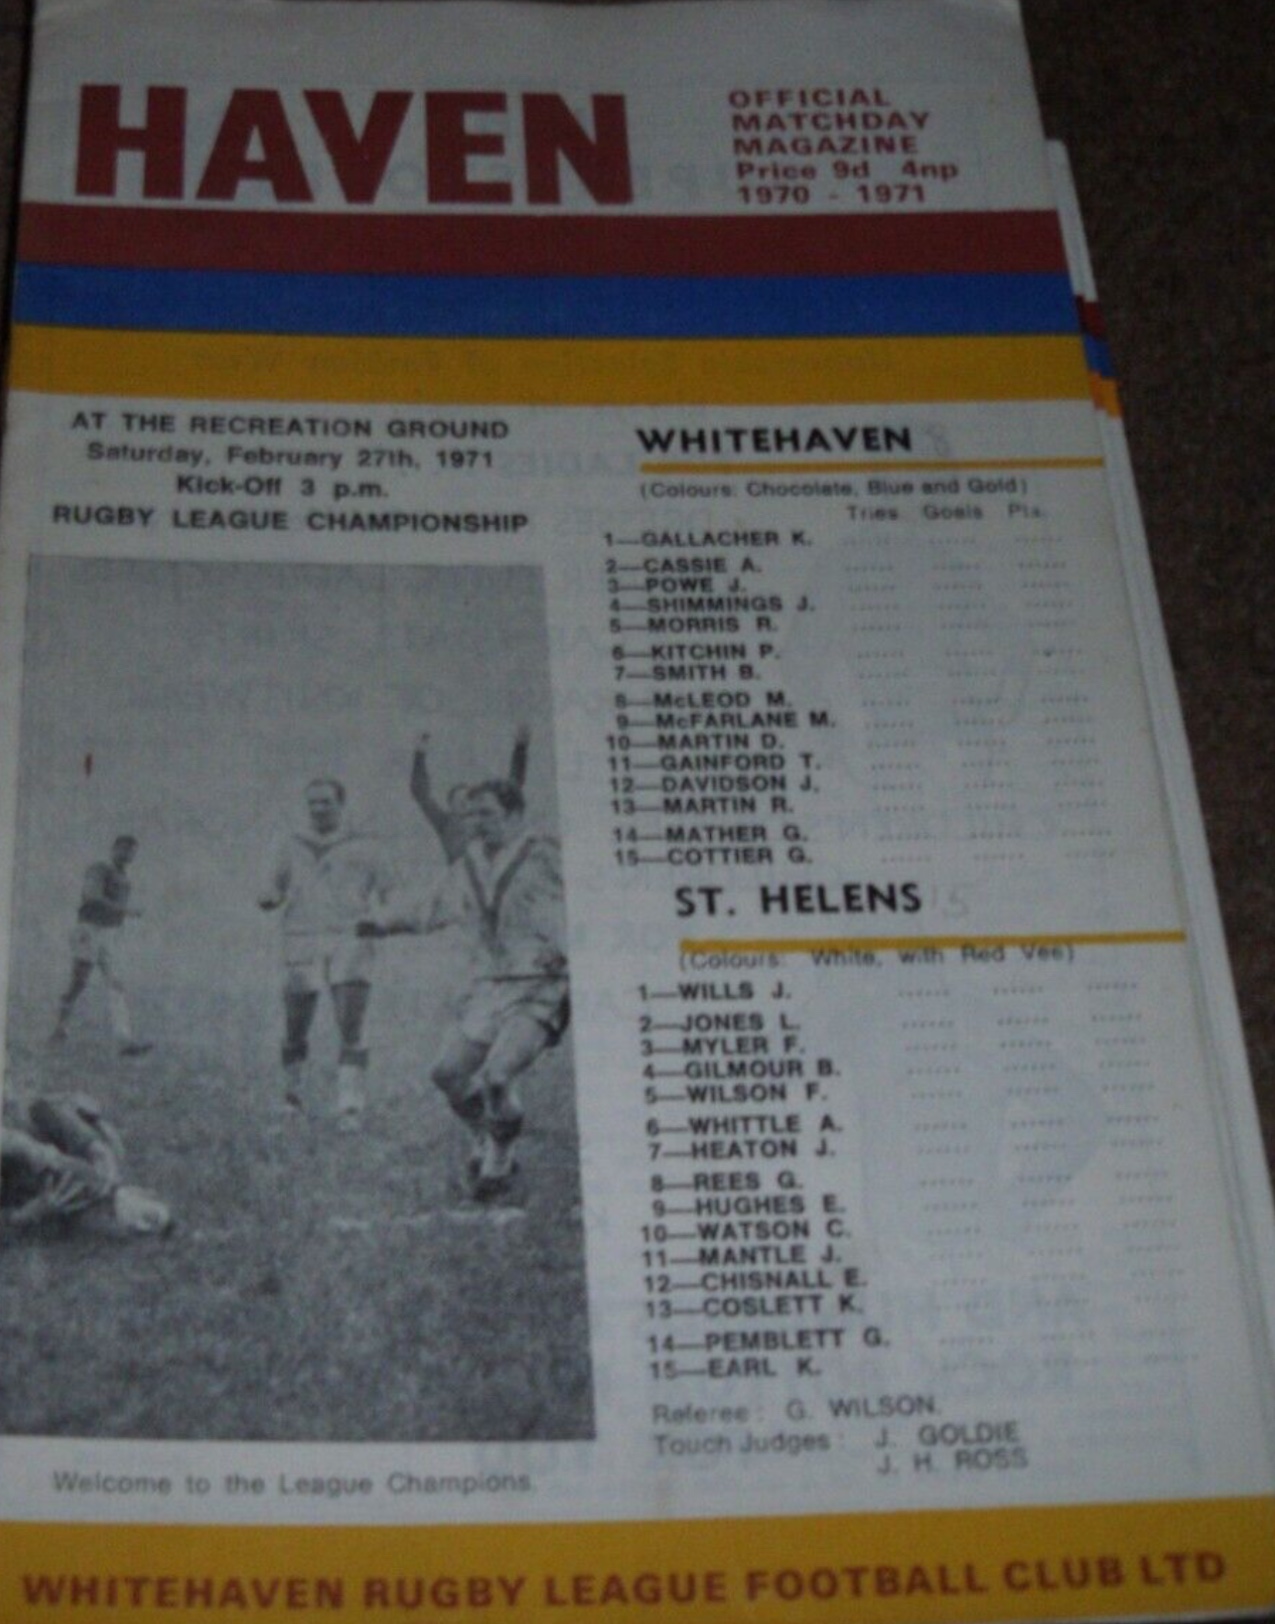 HAVEN
OFFICIAL
MATCHDAY
MAGAZINE
Price 9d 4np
1970 - 1971
AT THE RECREATION GROUND
Saturday, February 27th, 1971
Kick-Off 3 p.m.
RUGBY LEAGUE CHAMPIONSHIP
WHITEHAVEN
(Colours: Chocolate, Blue and Gold)
Tries Goals Pts.
1—GALLACHER K.
2—CASSIE A.
3—POWE J.
4—SHIMMINGS J.
5—MORRIS R.
6—KITCHIN P.
7—SMITH B.
8—McLEOD M.
9—McFARLANE M.
10—MARTIN D.
11—GAINFORD T.
12—DAVIDSON J.
13—MARTIN R.
14—MATHER G.
15—COTTIER G.
ST. HELENS
(Colours: White, with Red Vee)
1—WILLS J.
2—JONES L.
3—MYLER F.
4—GILMOUR B.
5—WILSON F.
6—WHITTLE A.
7—HEATON J.
8—REES G.
9—HUGHES E.
10—WATSON C.
11—MANTLE J.
12—CHISNALL E.
13—COSLETT K.
14—PEMBLETT G.
15—EARL K.
Referee: G. WILSON.
Touch Judges: J. GOLDIE
J. H. ROSS
Welcome to the League Champions.
WHITEHAVEN RUGBY LEAGUE FOOTBALL CLUB LTD